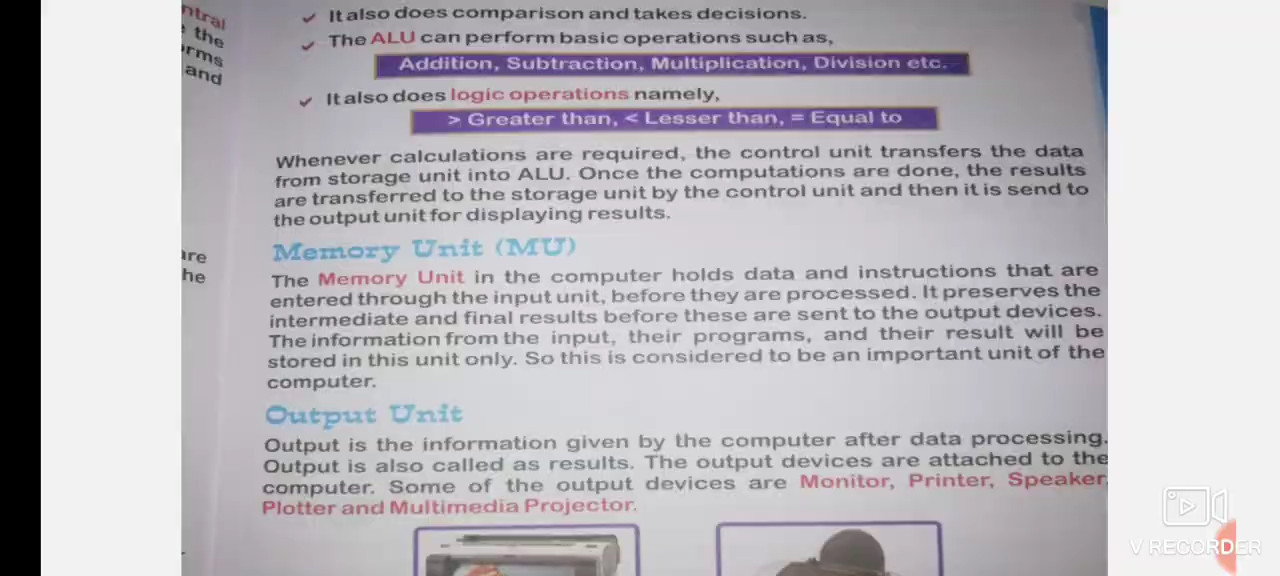 ntral
the
rms
and
✓ It also does comparison and takes decisions.
✓ The ALU can perform basic operations such as,
Addition, Subtraction, Multiplication, Division etc.
✓ It also does logic operations namely,
> Greater than, < Lesser than, = Equal to
Whenever calculations are required, the control unit transfers the data
from storage unit into ALU. Once the computations are done, the results
are transferred to the storage unit by the control unit and then it is send to
the output unit for displaying results.
are
he
Memory Unit (MU)
The Memory Unit in the computer holds data and instructions that are
entered through the input unit, before they are processed. It preserves the
intermediate and final results before these are sent to the output devices.
The information from the input, their programs, and their result will be
stored in this unit only. So this is considered to be an important unit of the
computer.
Output Unit
Output is the information given by the computer after data processing.
Output is also called as results. The output devices are attached to the
computer. Some of the output devices are Monitor, Printer, Speaker,
Plotter and Multimedia Projector.
V RECORDER